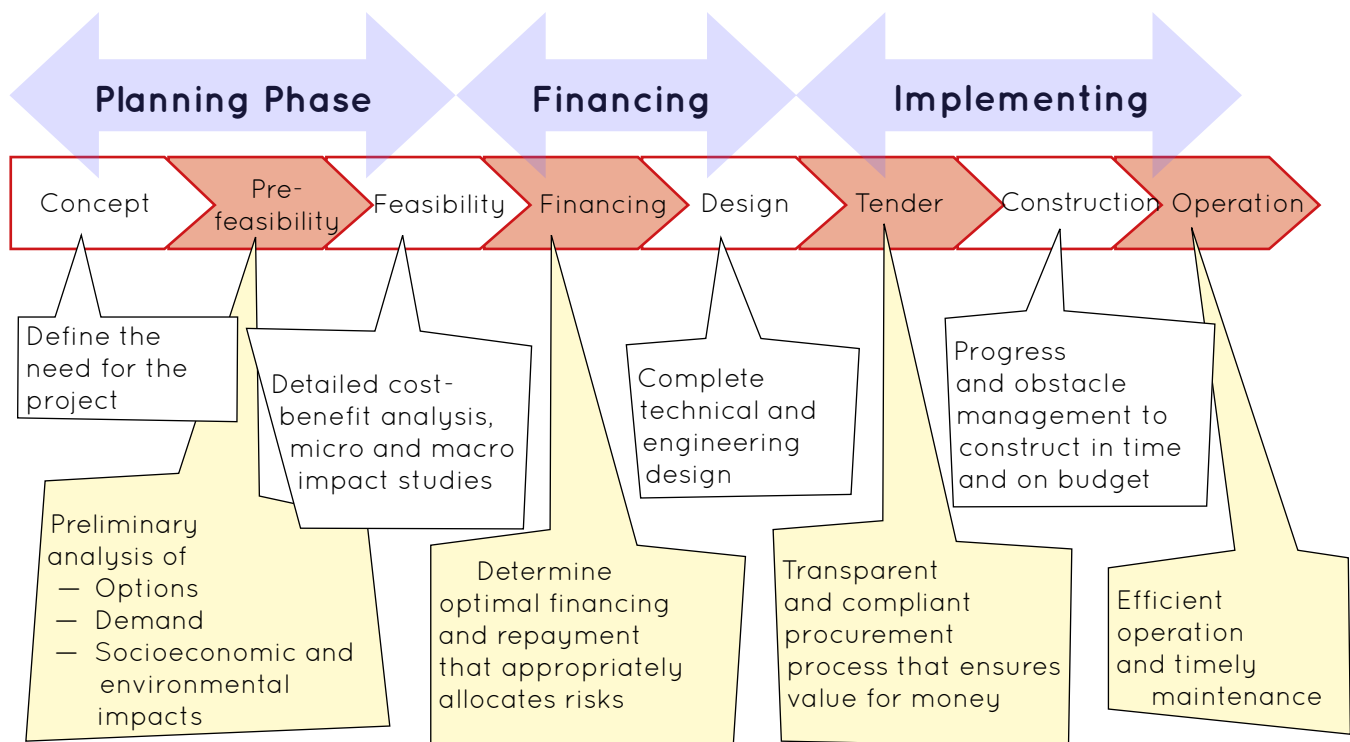 Planning Phase
Financing
Implementing
Concept
Pre-
feasibility
Feasibility
Financing
Design
Tender
Construction
Operation
Define the
need for the
project
Preliminary
analysis of
— Options
— Demand
— Socioeconomic and
environmental
impacts
Detailed cost-
benefit analysis,
micro and macro
impact studies
Determine
optimal financing
and repayment
that appropriately
allocates risks
Complete
technical and
engineering
design
Transparent
and compliant
procurement
process that ensures
value for money
Progress
and obstacle
management to
construct in time
and on budget
Efficient
operation
and timely
maintenance